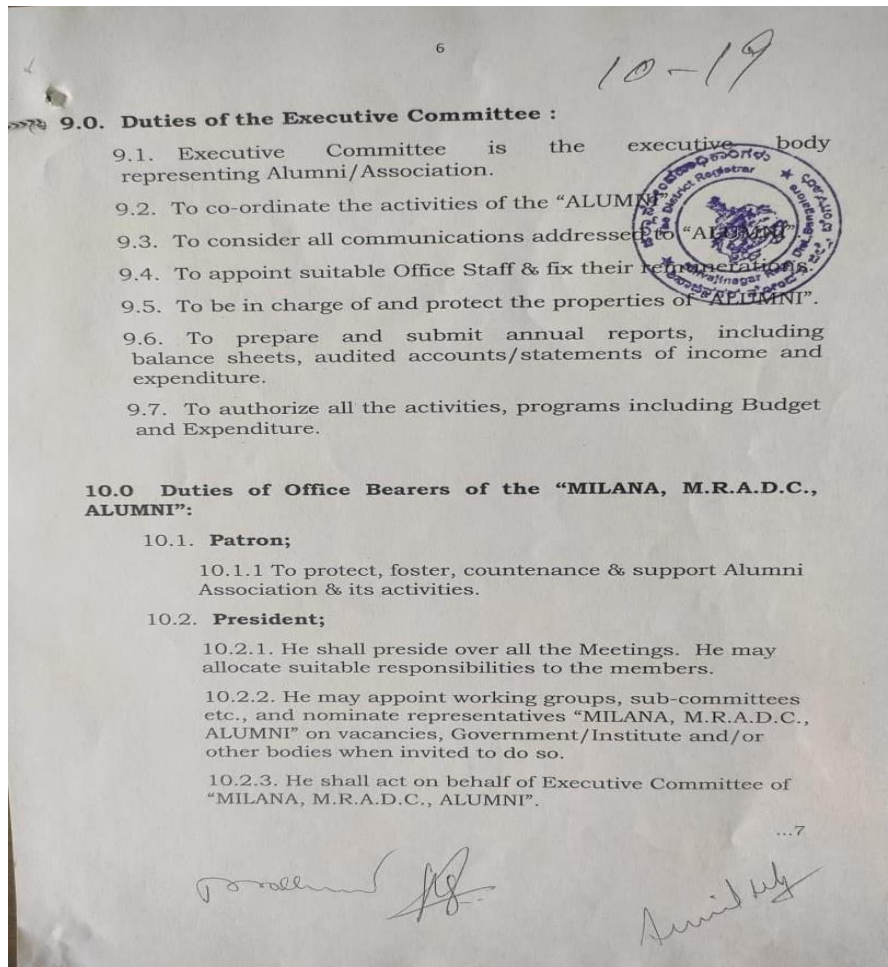 6
10-19
9.0. Duties of the Executive Committee :
9.1. Executive Committee is the executive body
representing Alumni/Association.
9.2. To co-ordinate the activities of the “ALUMNI”
9.3. To consider all communications addressed to “ALUMNI”.
9.4. To appoint suitable Office Staff & fix their remunerations.
9.5. To be in charge of and protect the properties of “ALUMNI”.
9.6. To prepare and submit annual reports, including
balance sheets, audited accounts/statements of income and
expenditure.
9.7. To authorize all the activities, programs including Budget
and Expenditure.
The District Registrar
Shivajinagar
10.0 Duties of Office Bearers of the “MILANA, M.R.A.D.C.,
ALUMNI”:
10.1. Patron;
10.1.1 To protect, foster, countenance & support Alumni
Association & its activities.
10.2. President;
10.2.1. He shall preside over all the Meetings. He may
allocate suitable responsibilities to the members.
10.2.2. He may appoint working groups, sub-committees
etc., and nominate representatives “MILANA, M.R.A.D.C.,
ALUMNI” on vacancies, Government/Institute and/or
other bodies when invited to do so.
10.2.3. He shall act on behalf of Executive Committee of
“MILANA, M.R.A.D.C., ALUMNI”.
...7